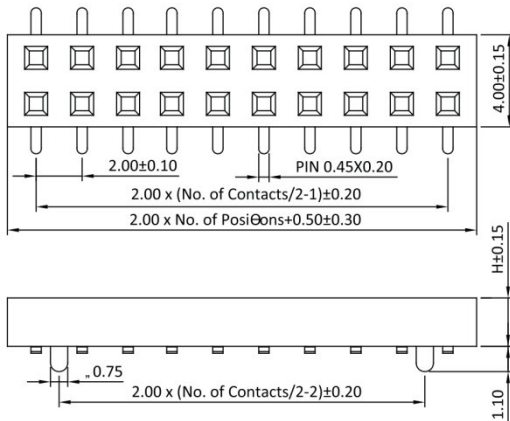 4.00±0.15
2.00±0.10
PIN 0.45X0.20
2.00 x (No. of Contacts/2-1)±0.20
2.00 x No. of PosiƟons+0.50±0.30
H±0.15
„ 0.75
2.00 x (No. of Contacts/2-2)±0.20
1.10